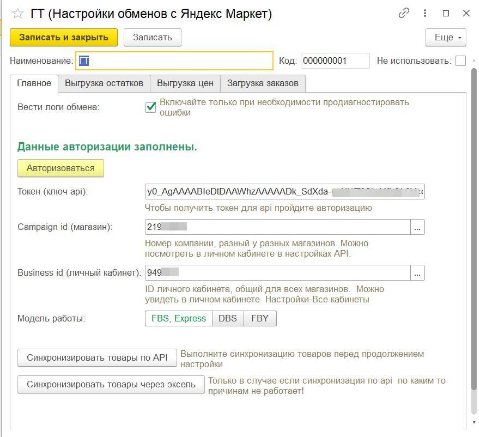 ГТ (Настройки обменов с Яндекс Маркет)
Записать и закрыть Записать Еще
Наименование: ГТ Код: 000000001 Не использовать:
Главное Выгрузка остатков Выгрузка цен Загрузка заказов
Вести логи обмена: Включайте только при необходимости продиагностировать
ошибки
Данные авторизации заполнены.
Авторизоваться
Токен (ключ api):
Чтобы получить токен для api пройдите авторизацию
Campaign id (магазин): 219 ...
Номер компании, разный у разных магазинов. Можно
посмотреть в личном кабинете в настройках API.
Business id (личный кабинет): 949 ...
ID личного кабинета, общий для всех магазинов. Можно
увидеть в личном кабинете Настройки-Все кабинеты
Модель работы: FBS, Express DBS FBY
Синхронизировать товары по API Выполните синхронизацию товаров перед продолжением
настройки
Синхронизировать товары через эксель Только в случае если синхронизация по api по каким то
причинам не работает!